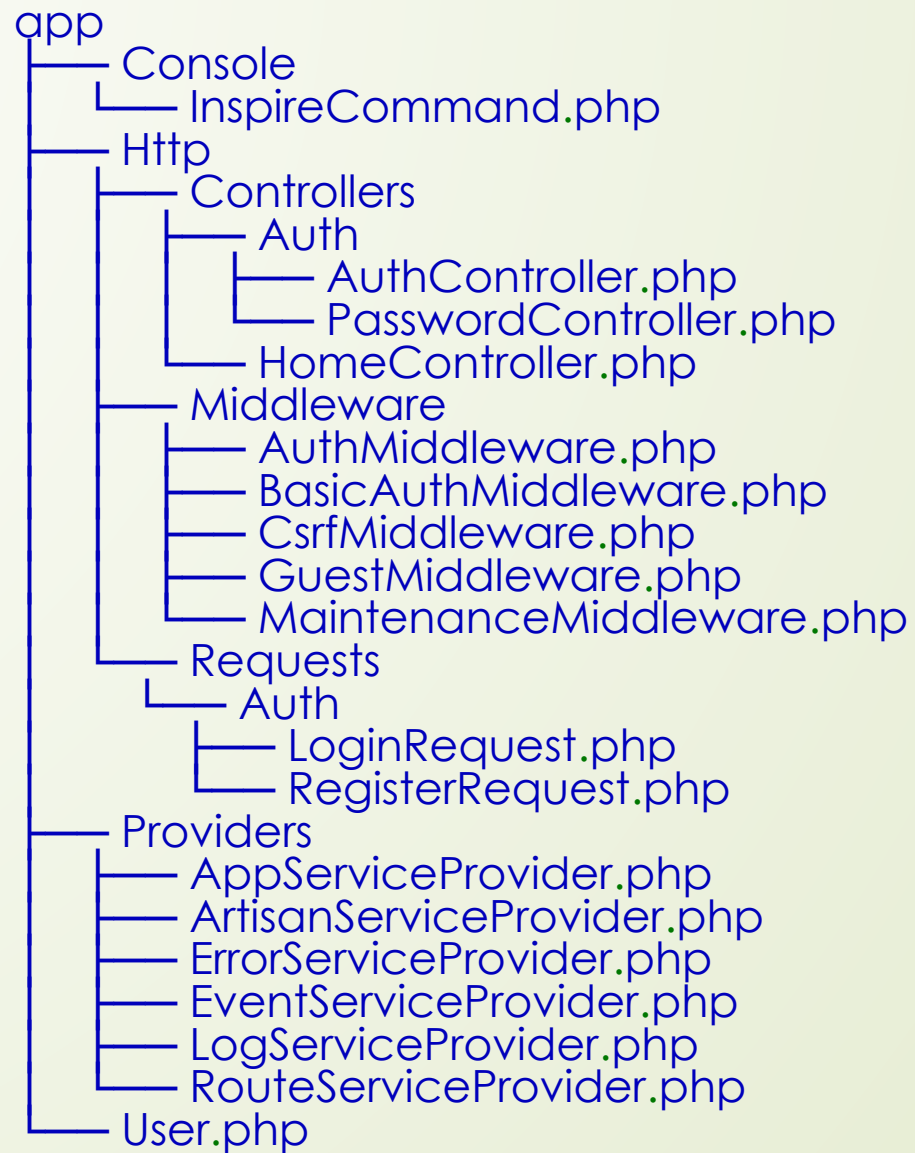 app
Console
InspireCommand.php
Http
Controllers
Auth
AuthController.php
PasswordController.php
HomeController.php
Middleware
AuthMiddleware.php
BasicAuthMiddleware.php
CsrfMiddleware.php
GuestMiddleware.php
MaintenanceMiddleware.php
Requests
Auth
LoginRequest.php
RegisterRequest.php
Providers
AppServiceProvider.php
ArtisanServiceProvider.php
ErrorServiceProvider.php
EventServiceProvider.php
LogServiceProvider.php
RouteServiceProvider.php
User.php